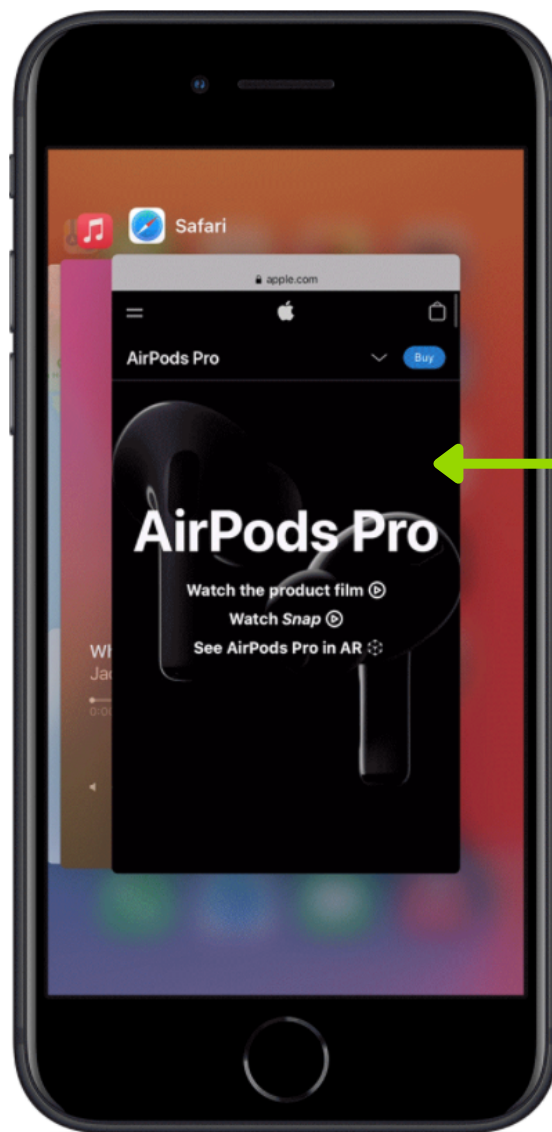 Safari
apple.com
AirPods Pro
Buy
AirPods Pro
Watch the product film
Watch Snap
See AirPods Pro in AR